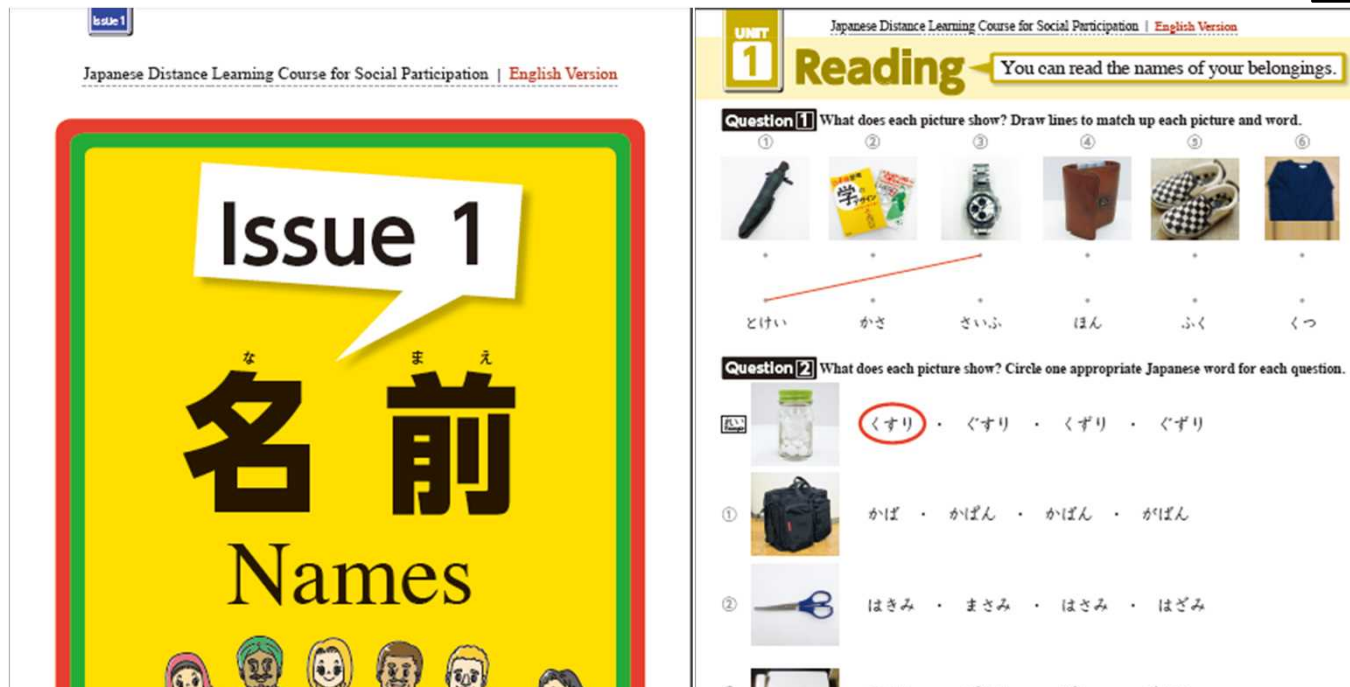 Issue 1
Japanese Distance Learning Course for Social Participation | English Version
Issue 1
な ま え
名前
Names
UNIT
1
Japanese Distance Learning Course for Social Participation | English Version
Reading
You can read the names of your belongings.
Question 1 What does each picture show? Draw lines to match up each picture and word.
① ② ③ ④ ⑤ ⑥
とけい かさ さいふ ほん ふく くつ
Question 2 What does each picture show? Circle one appropriate Japanese word for each question.
くすり ・ ぐすり ・ くずり ・ ぐずり
① かば ・ かぱん ・ かばん ・ がばん
② はきみ ・ まさみ ・ はさみ ・ はざみ